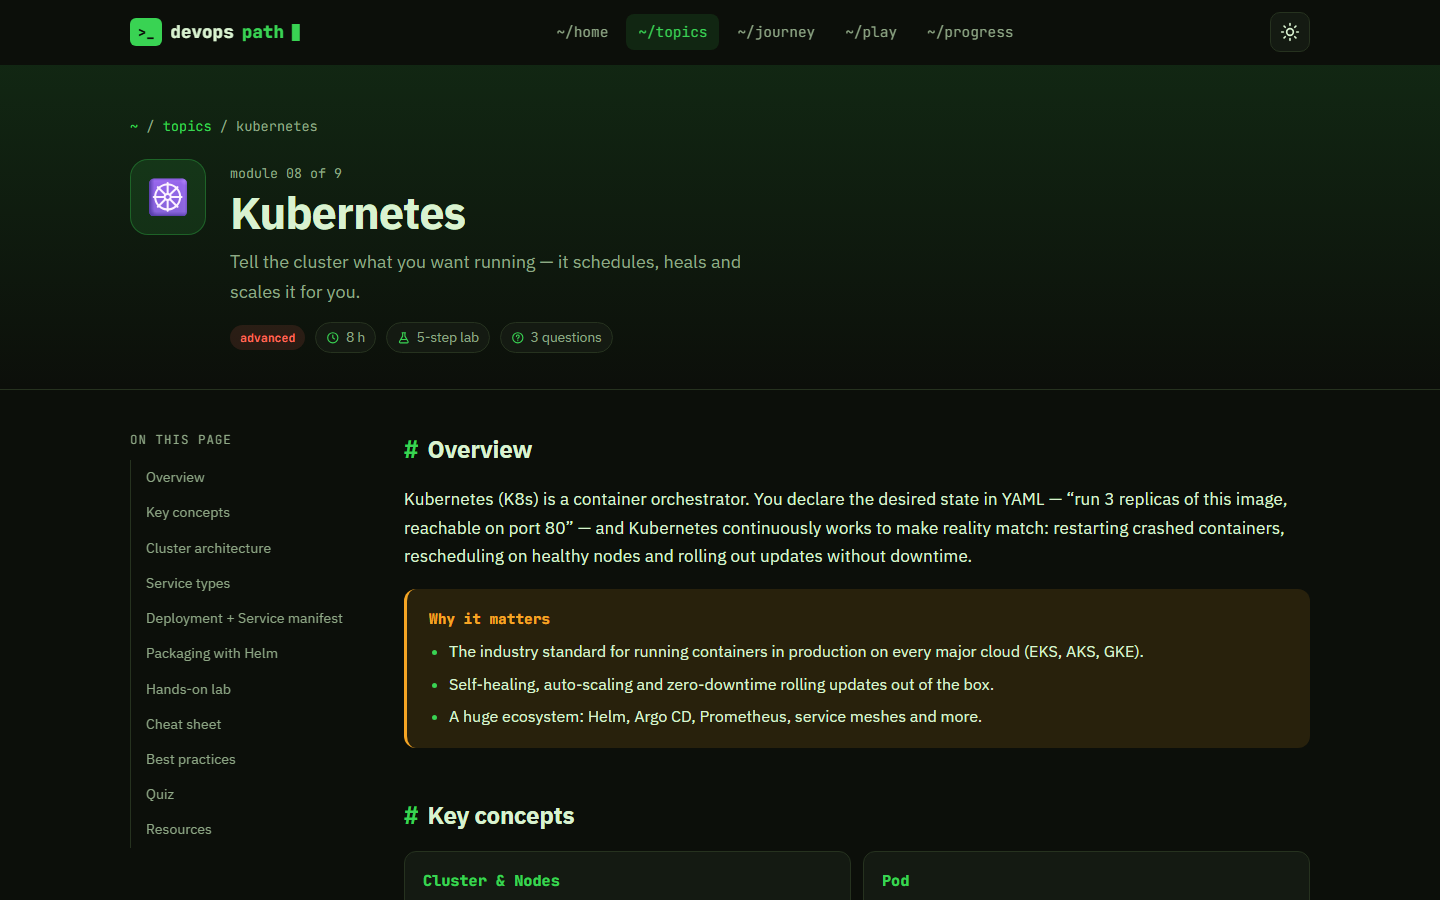 >_ devops path
~/home
~/topics
~/journey
~/play
~/progress
~ / topics / kubernetes
module 08 of 9
Kubernetes
Tell the cluster what you want running — it schedules, heals and
scales it for you.
advanced
8 h
5-step lab
3 questions
ON THIS PAGE
Overview
Key concepts
Cluster architecture
Service types
Deployment + Service manifest
Packaging with Helm
Hands-on lab
Cheat sheet
Best practices
Quiz
Resources
# Overview
Kubernetes (K8s) is a container orchestrator. You declare the desired state in YAML — “run 3 replicas of this image,
reachable on port 80” — and Kubernetes continuously works to make reality match: restarting crashed containers,
rescheduling on healthy nodes and rolling out updates without downtime.
Why it matters
• The industry standard for running containers in production on every major cloud (EKS, AKS, GKE).
• Self-healing, auto-scaling and zero-downtime rolling updates out of the box.
• A huge ecosystem: Helm, Argo CD, Prometheus, service meshes and more.
# Key concepts
Cluster & Nodes
Pod